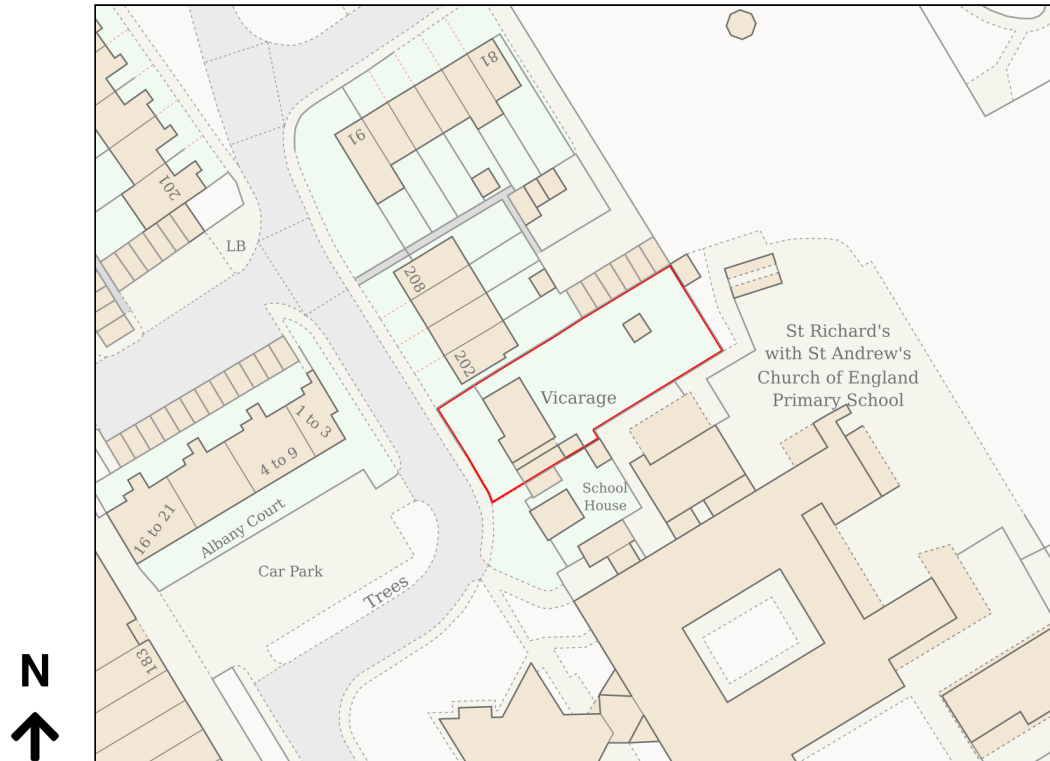 81
91
201
LB
208
202
Vicarage
St Richard's
with St Andrew's
Church of England
Primary School
1 to 3
4 to 9
16 to 21
Albany Court
School
House
Car Park
Trees
183
N